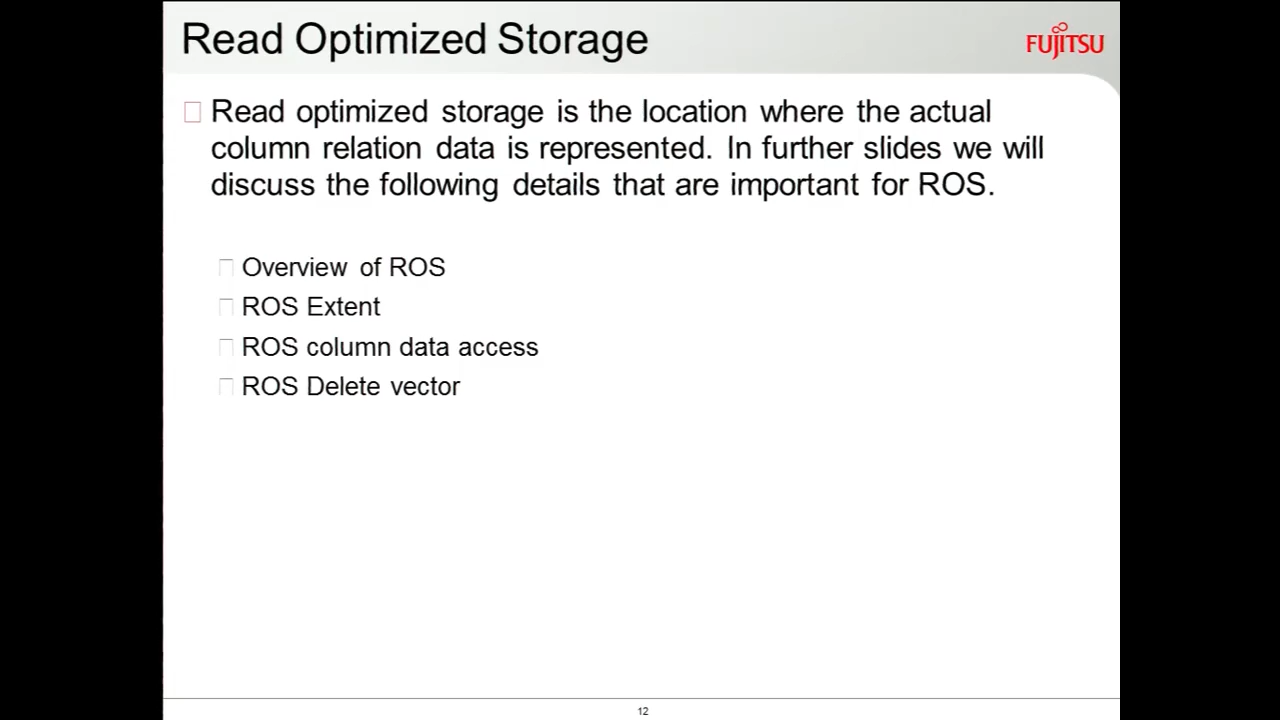 Read Optimized Storage
FUJITSU
Read optimized storage is the location where the actual
column relation data is represented. In further slides we will
discuss the following details that are important for ROS.
Overview of ROS
ROS Extent
ROS column data access
ROS Delete vector
12